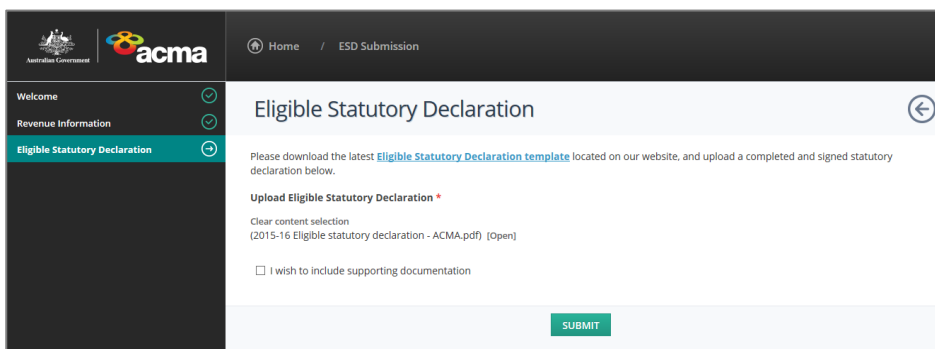 Australian Government
acma
Home / ESD Submission
Welcome
Revenue Information
Eligible Statutory Declaration
Eligible Statutory Declaration
Please download the latest Eligible Statutory Declaration template located on our website, and upload a completed and signed statutory
declaration below.
Upload Eligible Statutory Declaration *
Clear content selection
(2015-16 Eligible statutory declaration - ACMA.pdf) [Open]
I wish to include supporting documentation
SUBMIT